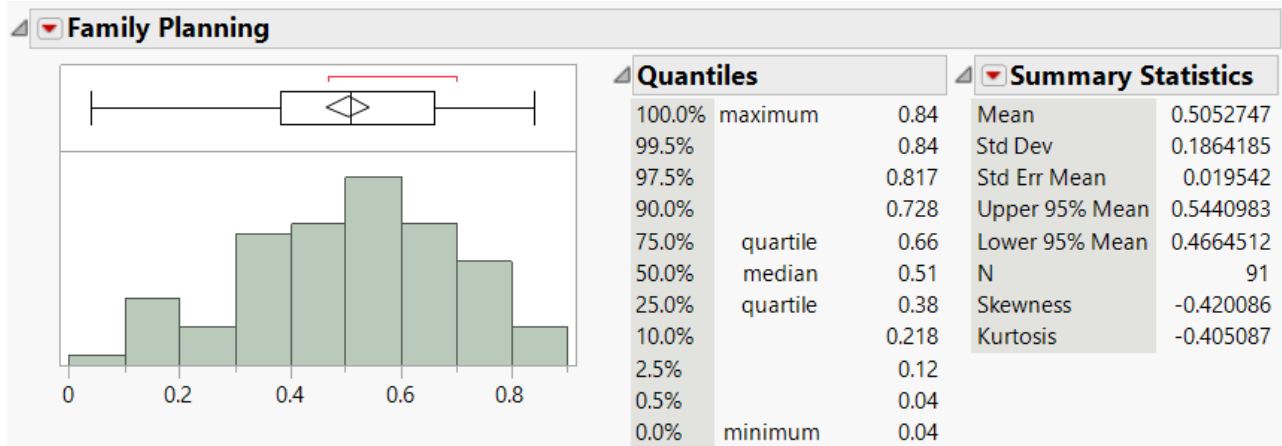 Family Planning
0 0.2 0.4 0.6 0.8
Quantiles
100.0% maximum 0.84
99.5% 0.84
97.5% 0.817
90.0% 0.728
75.0% quartile 0.66
50.0% median 0.51
25.0% quartile 0.38
10.0% 0.218
2.5% 0.12
0.5% 0.04
0.0% minimum 0.04
Summary Statistics
Mean 0.5052747
Std Dev 0.1864185
Std Err Mean 0.019542
Upper 95% Mean 0.5440983
Lower 95% Mean 0.4664512
N 91
Skewness -0.420086
Kurtosis -0.405087